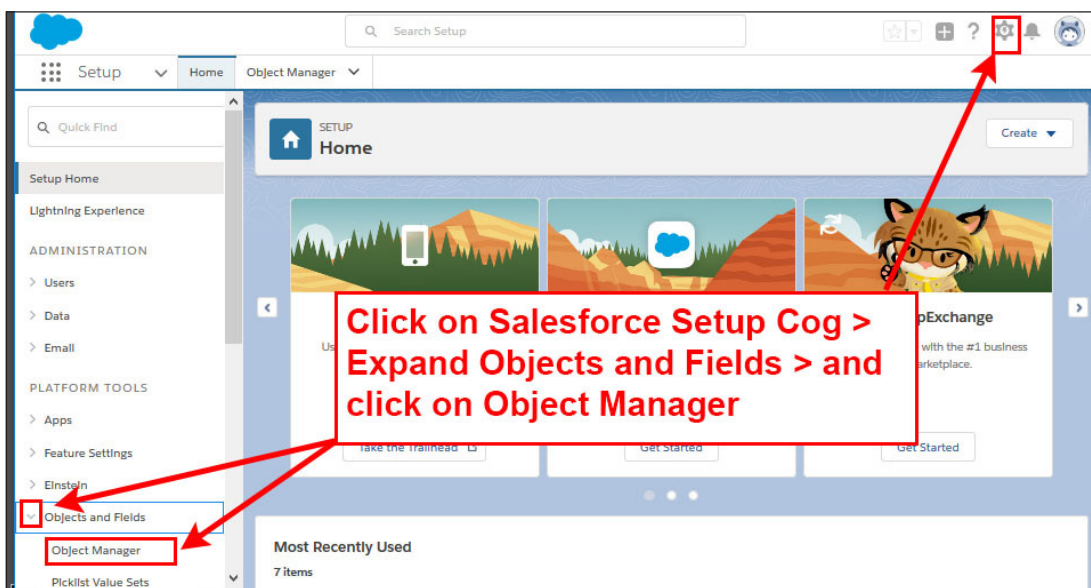 Search Setup
?
Setup
Home
Object Manager
Quick Find
Setup Home
Lightning Experience
ADMINISTRATION
Users
Data
Email
PLATFORM TOOLS
Apps
Feature Settings
Einstein
Objects and Fields
Object Manager
Picklist Value Sets
SETUP
Home
Create
pExchange
with the #1 business
Click on Salesforce Setup Cog >
Expand Objects and Fields > and
click on Object Manager
Take the Trailhead
Get Started
Get Started
Most Recently Used
7 items